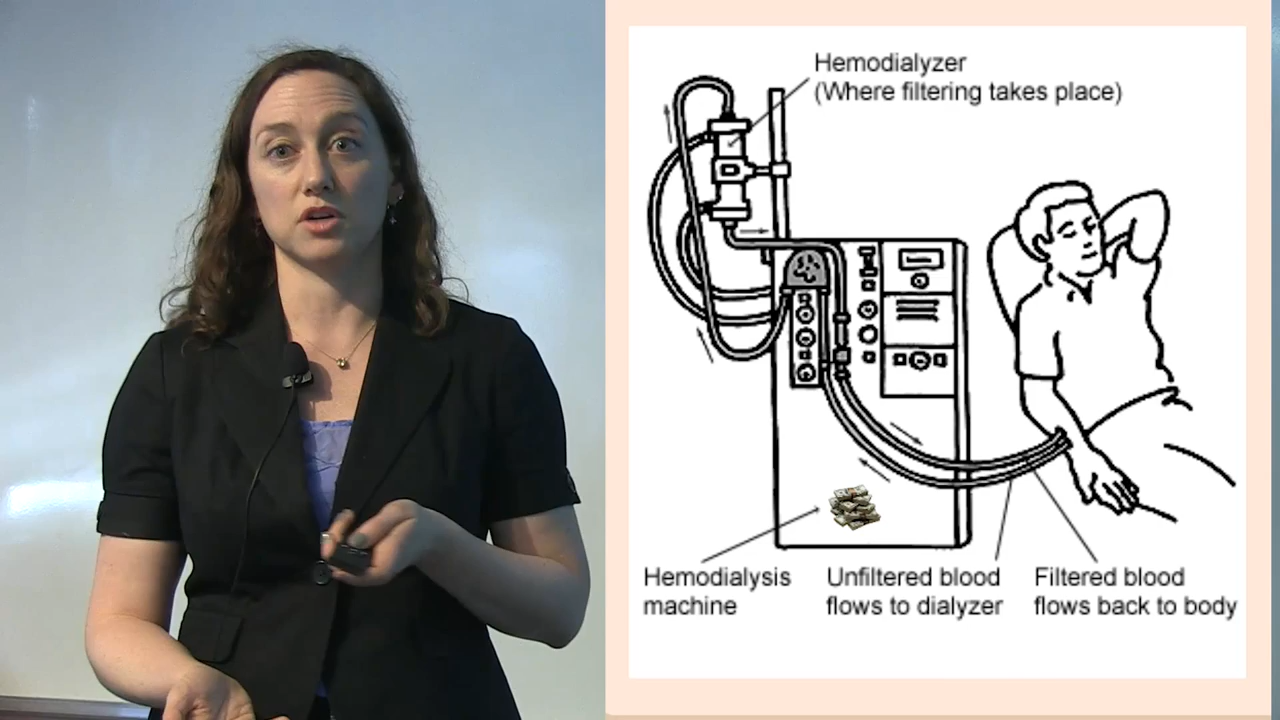 Hemodialyzer
(Where filtering takes place)
Hemodialysis
machine
Unfiltered blood
flows to dialyzer
Filtered blood
flows back to body